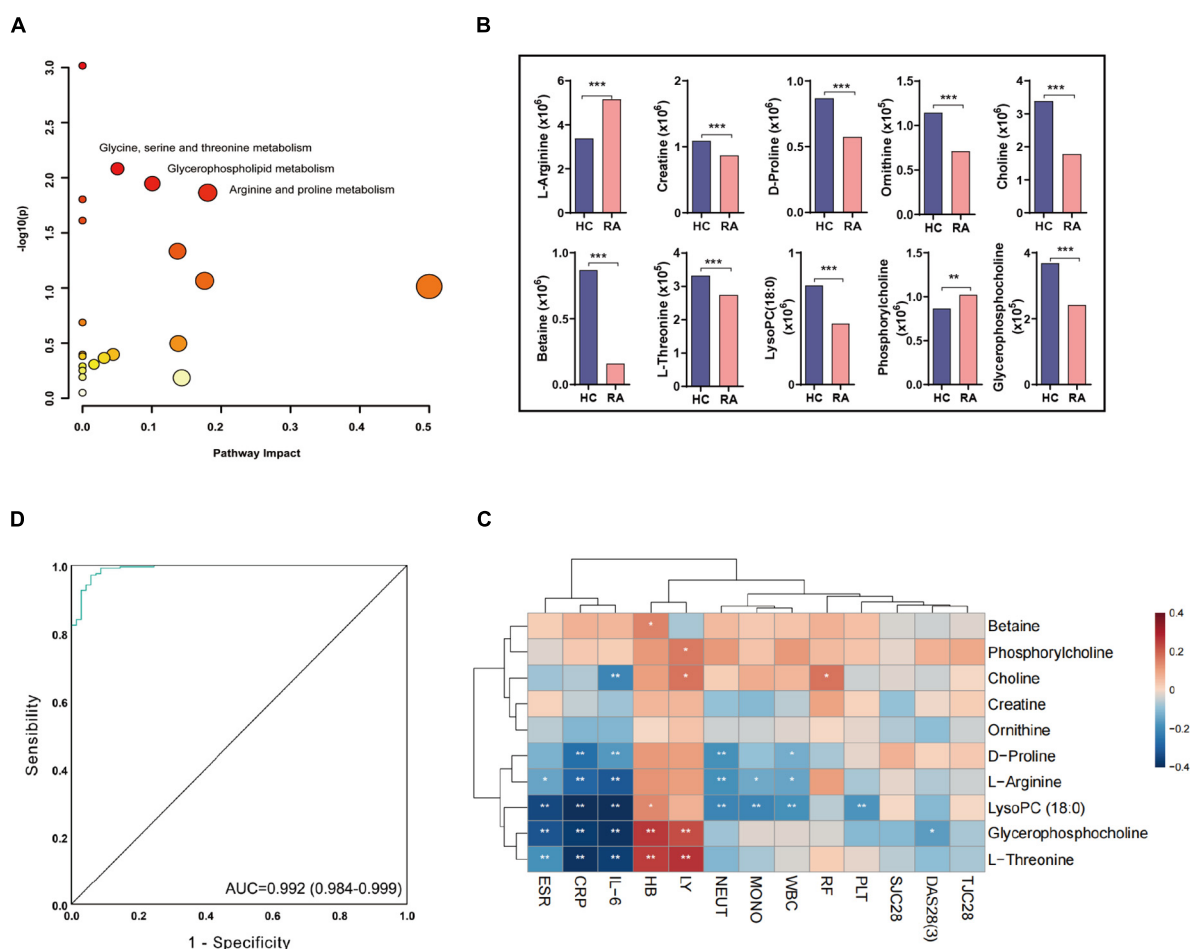 A
3.0
2.0
1.5
1.0
0.5
0.0
-log10(p)
Glycine, serine and threonine metabolism
Glycerophospholipid metabolism
Arginine and proline metabolism
0.0 0.1 0.2 0.3 0.4 0.5
Pathway Impact
B
L-Arginine (x10⁶)
6
4
2
0
***
HC RA
Creatine (x10⁶)
2
1
0
***
HC RA
D-Proline (x10⁶)
1.0
0.5
0.0
***
HC RA
Ornithine (x10⁵)
1.5
1.0
0.5
0.0
***
HC RA
Choline (x10⁶)
4
3
2
1
0
***
HC RA
Betaine (x10⁶)
1.0
0.5
0.0
***
HC RA
L-Threonine (x10⁵)
4
3
2
1
0
***
HC RA
LysoPC(18:0)
(x10⁶)
1
0
***
HC RA
Phosphorylcholine
(x10⁶)
1.5
1.0
0.5
0.0
**
HC RA
Glycerophosphocholine
(x10⁵)
4
2
0
***
HC RA
D
1.0
0.8
0.6
0.4
0.2
0.0
Sensibility
AUC=0.992 (0.984-0.999)
0.0 0.2 0.4 0.6 0.8 1.0
1 - Specificity
C
* Betaine
* Phosphorylcholine
** * * Choline
Creatine
Ornithine
** ** ** * D-Proline
* ** ** ** * * L-Arginine
** ** ** * ** ** ** ** LysoPC (18:0)
** ** ** ** ** * Glycerophosphocholine
** ** ** ** ** L-Threonine
ESR CRP IL-6 HB LY NEUT MONO WBC RF PLT SJC28 DAS28(3) TJC28
0.4
0.2
0
-0.2
-0.4